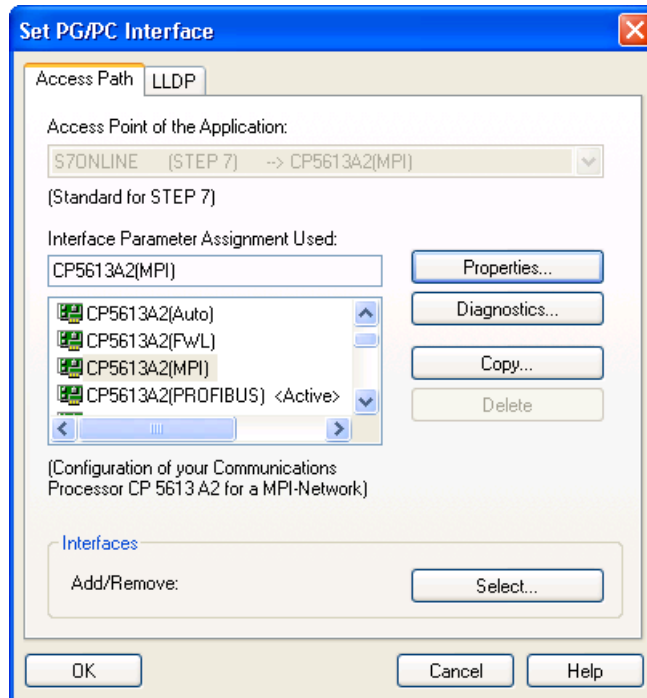 Set PG/PC Interface
Access Path LLDP
Access Point of the Application:
S7ONLINE (STEP 7) --> CP5613A2(MPI)
(Standard for STEP 7)
Interface Parameter Assignment Used:
CP5613A2(MPI)
Properties...
Diagnostics...
Copy...
Delete
CP5613A2(Auto)
CP5613A2(FWL)
CP5613A2(MPI)
CP5613A2(PROFIBUS) <Active>
(Configuration of your Communications
Processor CP 5613 A2 for a MPI-Network)
Interfaces
Add/Remove:
Select...
OK
Cancel
Help